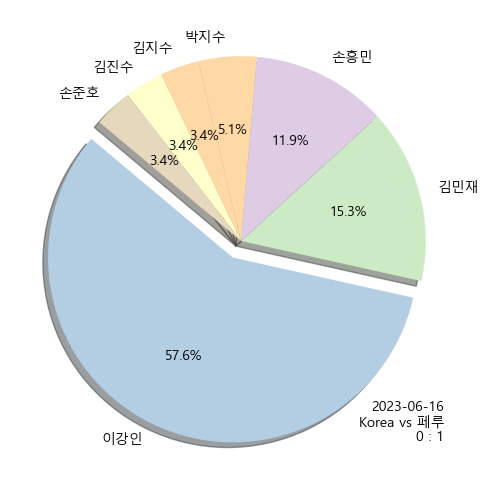 박지수
김지수
손흥민
김진수
손준호
3.4%
5.1%
3.4%
11.9%
3.4%
김민재
15.3%
57.6%
2023-06-16
Korea vs 페루
0 : 1
이강인